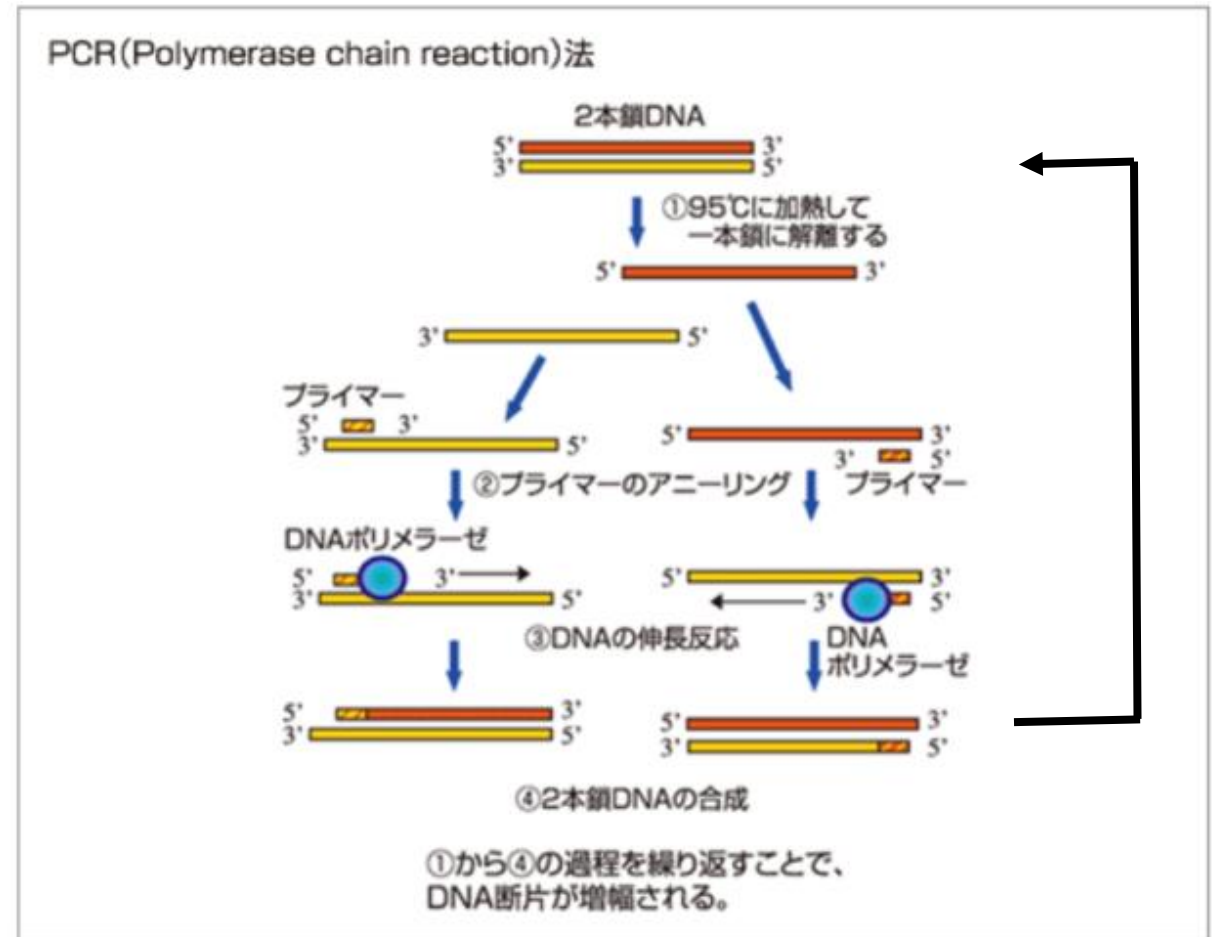 PCR(Polymerase chain reaction)法
2本鎖DNA
5' 3'
3' 5'
①95℃に加熱して
一本鎖に解離する
5' 3'
3' 5'
プライマー
5' 3'
3' 5'
5' 3'
3' 5'
プライマー
②プライマーのアニーリング
DNAポリメラーゼ
5' 3'
3' 5'
5' 3'
3' 5'
③DNAの伸長反応
DNA
ポリメラーゼ
5' 3'
3' 5'
5' 3'
3' 5'
④2本鎖DNAの合成
①から④の過程を繰り返すことで、
DNA断片が増幅される。